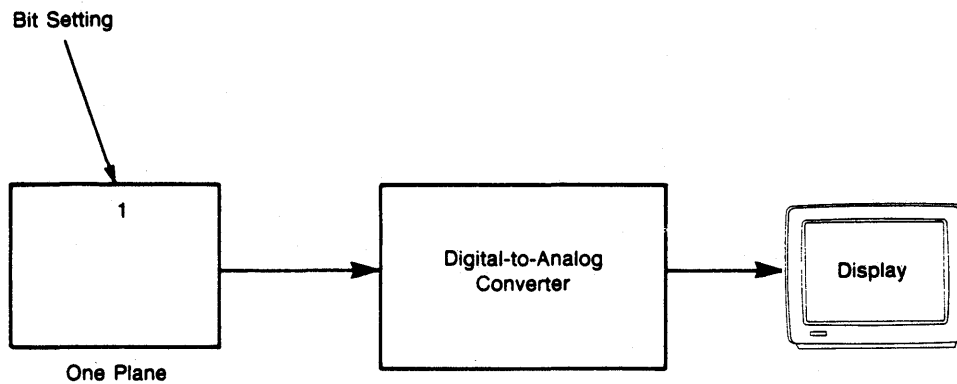 Bit Setting
1
Digital-to-Analog
Converter
Display
One Plane